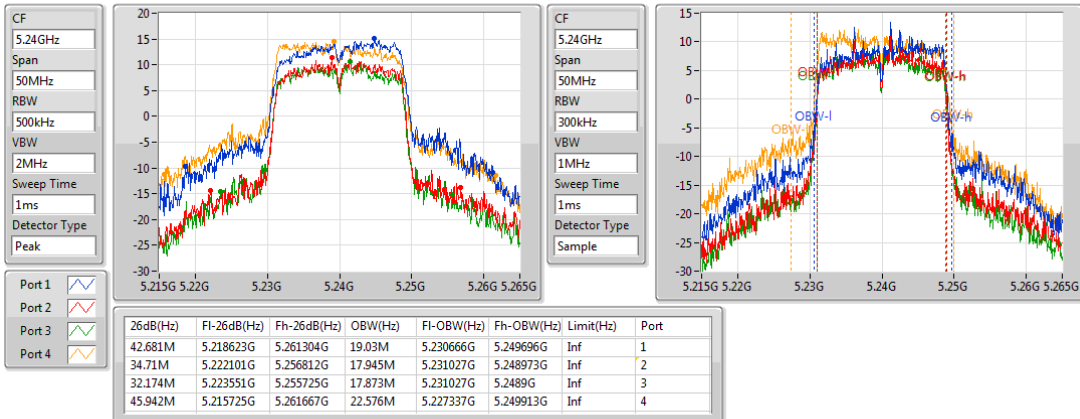 CF
5.24GHz
Span
50MHz
RBW
500kHz
VBW
2MHz
Sweep Time
1ms
Detector Type
Peak
Port 1
Port 2
Port 3
Port 4
20
15
10
5
0
-5
-10
-15
-20
-25
-30
5.215G 5.22G 5.23G 5.24G 5.25G 5.26G 5.265G
CF
5.24GHz
Span
50MHz
RBW
300kHz
VBW
1MHz
Sweep Time
1ms
Detector Type
Sample
15
10
5
0
-5
-10
-15
-20
-25
-30
OBW-h
OBW-l
OBW-h
5.215G 5.22G 5.23G 5.24G 5.25G 5.26G 5.265G
26dB(Hz) Fl-26dB(Hz) Fh-26dB(Hz) OBW(Hz) Fl-OBW(Hz) Fh-OBW(Hz) Limit(Hz) Port
42.681M 5.218623G 5.261304G 19.03M 5.230666G 5.249696G Inf 1
34.71M 5.222101G 5.256812G 17.945M 5.231027G 5.248973G Inf 2
32.174M 5.223551G 5.255725G 17.873M 5.231027G 5.2489G Inf 3
45.942M 5.215725G 5.261667G 22.576M 5.227337G 5.249913G Inf 4